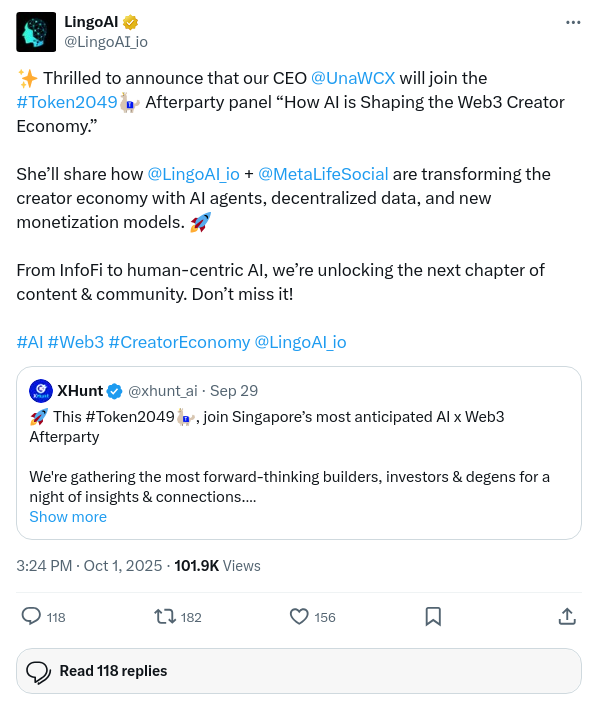 LingoAI
@LingoAI_io
✨ Thrilled to announce that our CEO @UnaWCX will join the
#Token2049 Afterparty panel “How AI is Shaping the Web3 Creator
Economy.”
She’ll share how @LingoAI_io + @MetaLifeSocial are transforming the
creator economy with AI agents, decentralized data, and new
monetization models. 🚀
From InfoFi to human-centric AI, we’re unlocking the next chapter of
content & community. Don’t miss it!
#AI #Web3 #CreatorEconomy @LingoAI_io
XHunt @xhunt_ai · Sep 29
🚀 This #Token2049, join Singapore’s most anticipated AI x Web3
Afterparty
We're gathering the most forward-thinking builders, investors & degens for a
night of insights & connections....
Show more
3:24 PM · Oct 1, 2025 · 101.9K Views
118 182 156
Read 118 replies